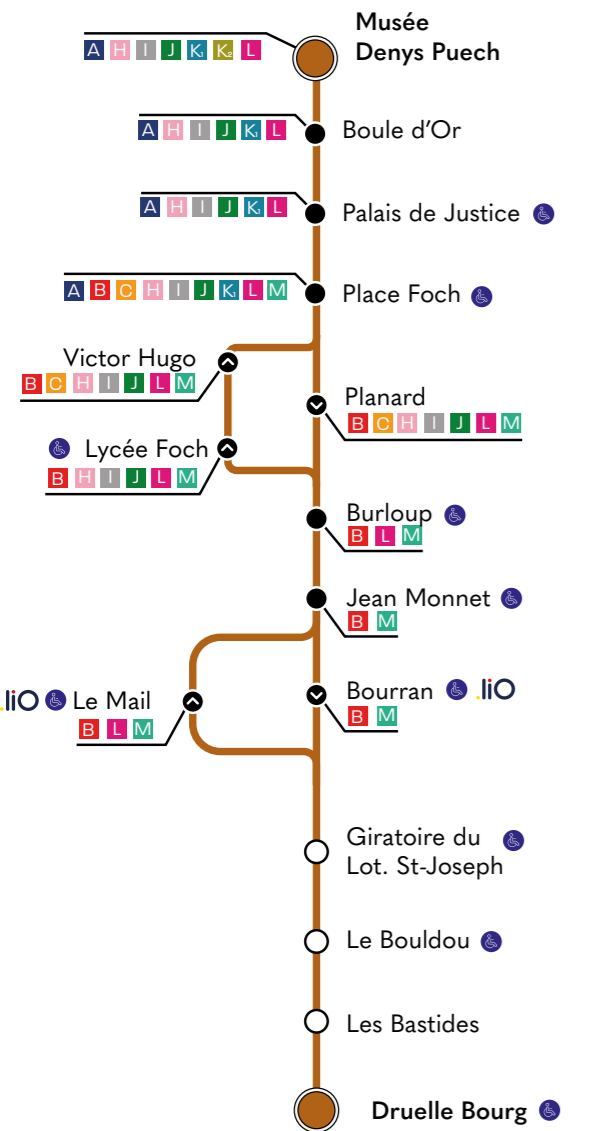 Musée
Denys Puech
A H I J K1 K2 L
Boule d'Or
A H I J K1 L
Palais de Justice
A H I J K1 L
Place Foch
A B C H I J K1 L M
Victor Hugo
B C H I J L M
Planard
B C H I J L M
Lycée Foch
B H I J L M
Burloup
B L M
Jean Monnet
B M
.liO Le Mail
B L M
Bourran .liO
B M
Giratoire du
Lot. St-Joseph
Le Bouldou
Les Bastides
Druelle Bourg